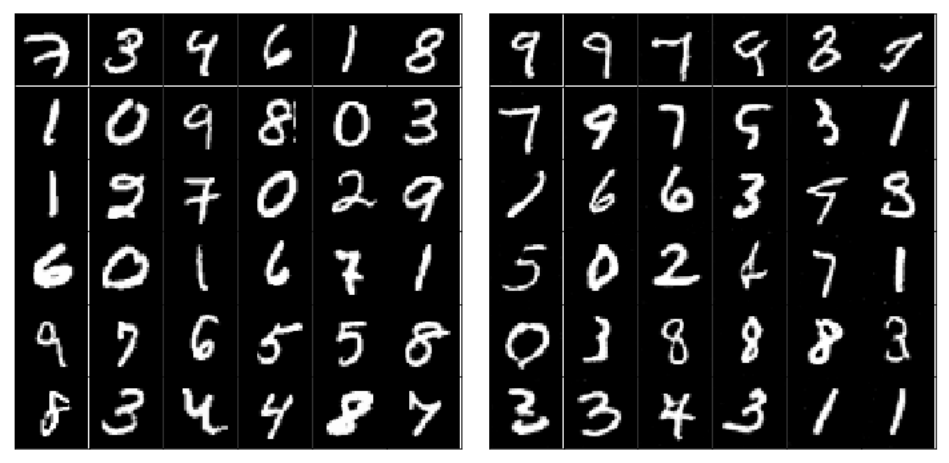 7 3 9 6 1 8 9 9 7 9 8
1 0 9 8 0 3 7 9 7 5 3 1
1 2 7 0 2 9 1 6 6 3 9 8
6 0 1 6 7 1 5 0 2 7 1
9 7 6 5 5 8 0 3 8 8 8 3
8 3 4 4 8 7 3 3 4 3 1 1